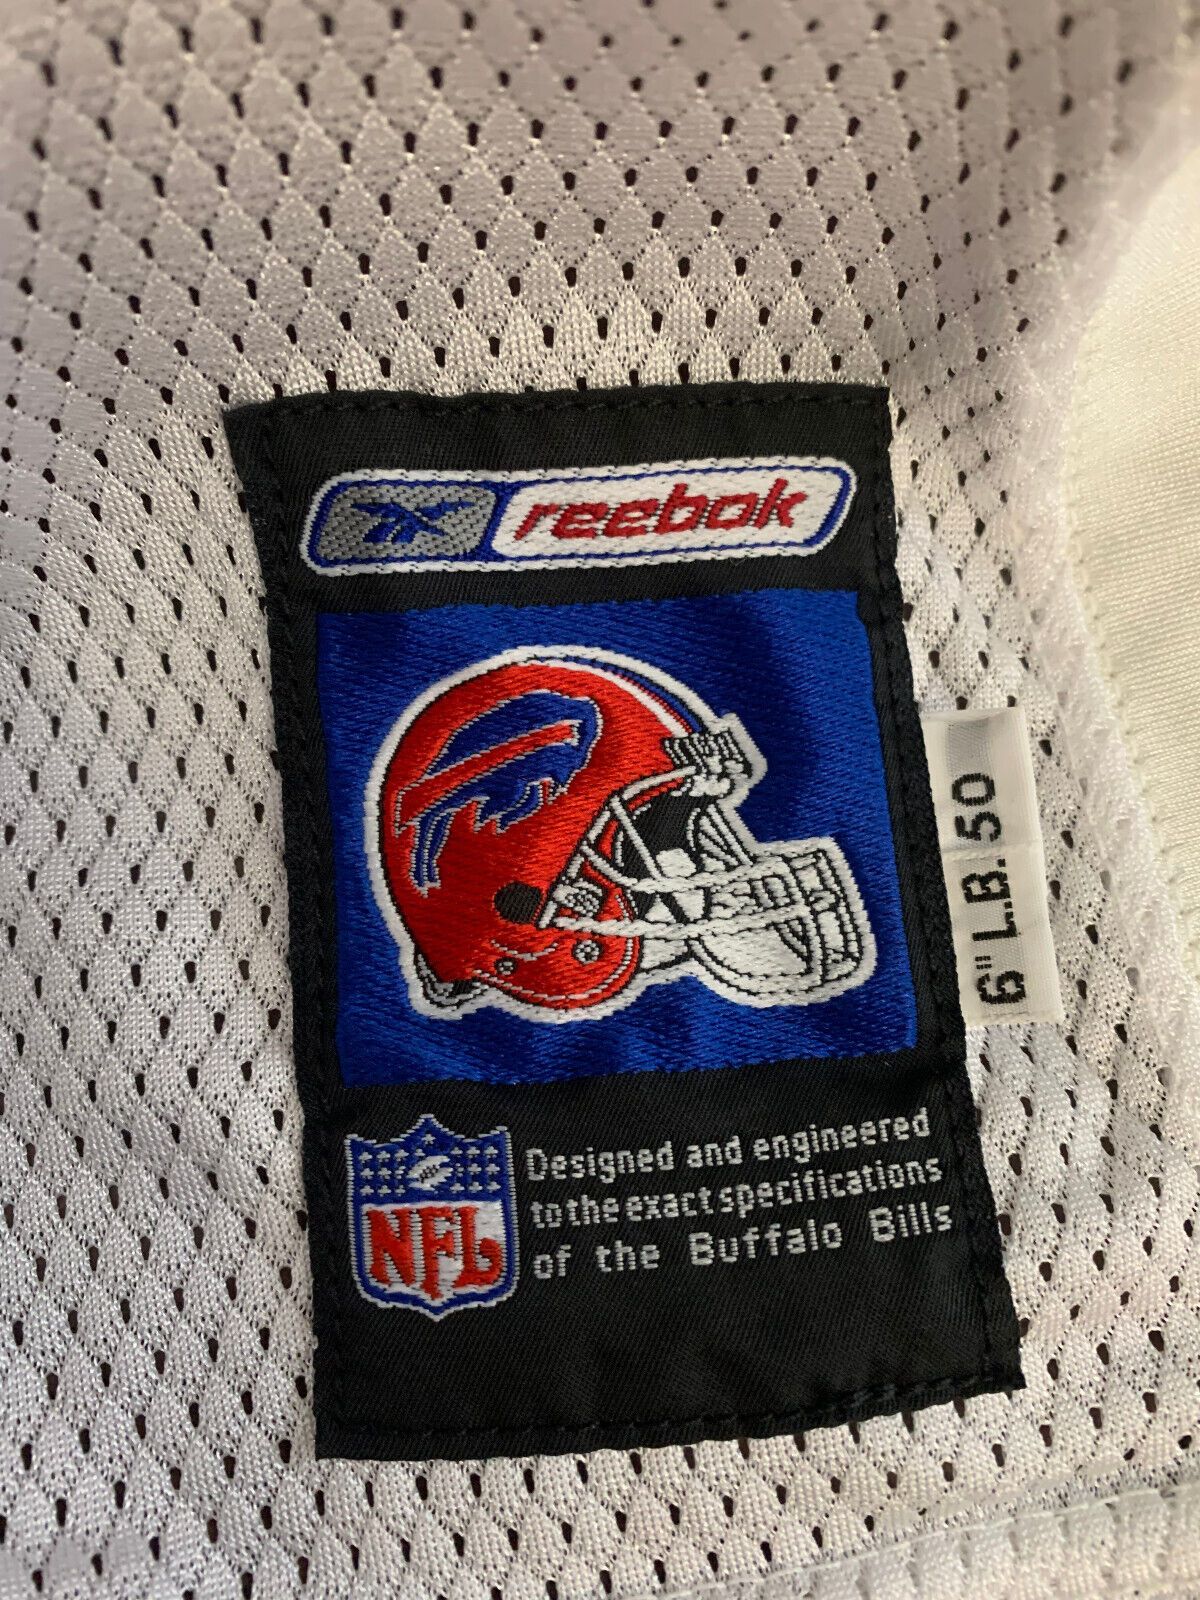 reebok
6" L.B. 50
NFL
Designed and engineered
to the exact specifications
of the Buffalo Bills